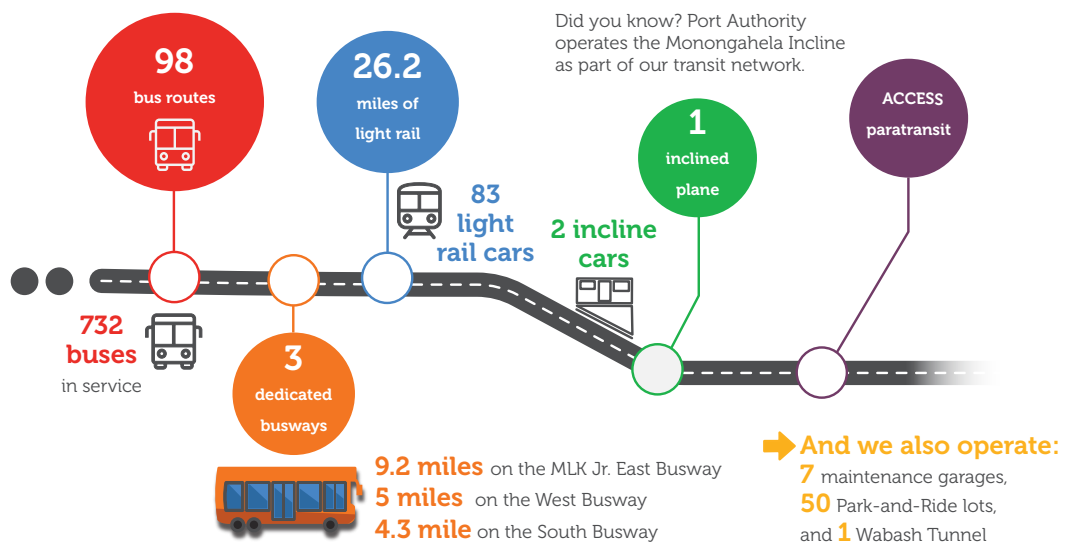 98
bus routes
26.2
miles of
light rail
Did you know? Port Authority
operates the Monongahela Incline
as part of our transit network.
1
inclined
plane
ACCESS
paratransit
83
light
rail cars
2 incline
cars
732
buses
in service
3
dedicated
busways
9.2 miles on the MLK Jr. East Busway
5 miles on the West Busway
4.3 mile on the South Busway
And we also operate:
7 maintenance garages,
50 Park-and-Ride lots,
and 1 Wabash Tunnel